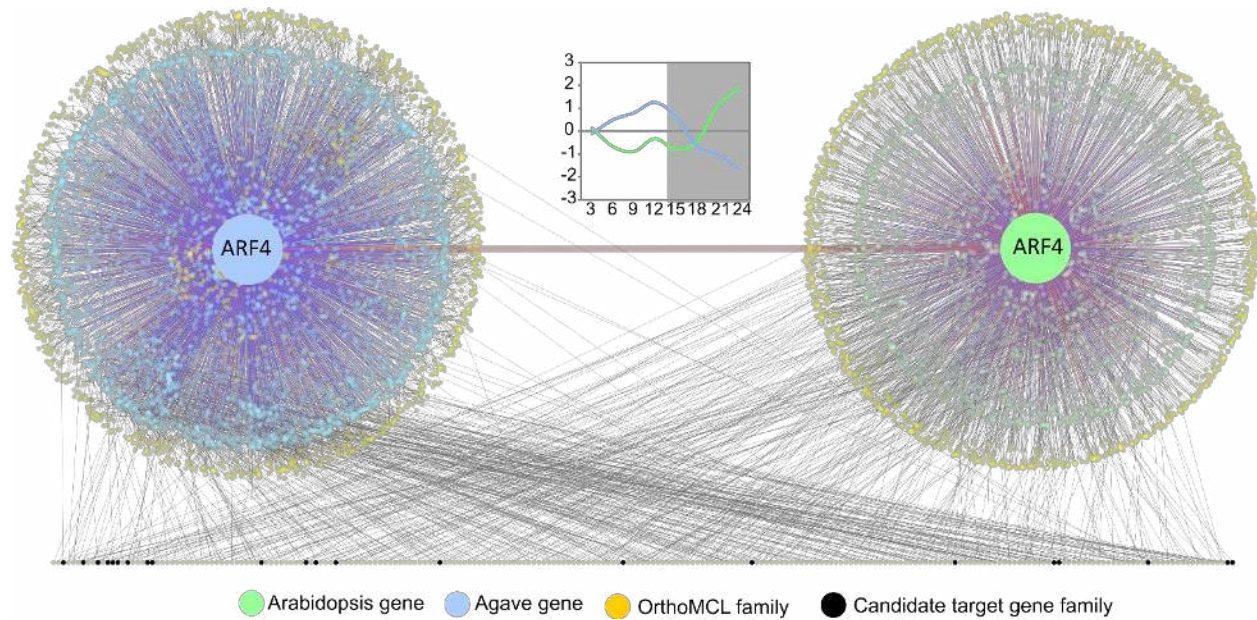 3
2
1
0
-1
-2
-3
3 6 9 12 15 18 21 24
ARF4
ARF4
Arabidopsis gene
Agave gene
OrthoMCL family
Candidate target gene family